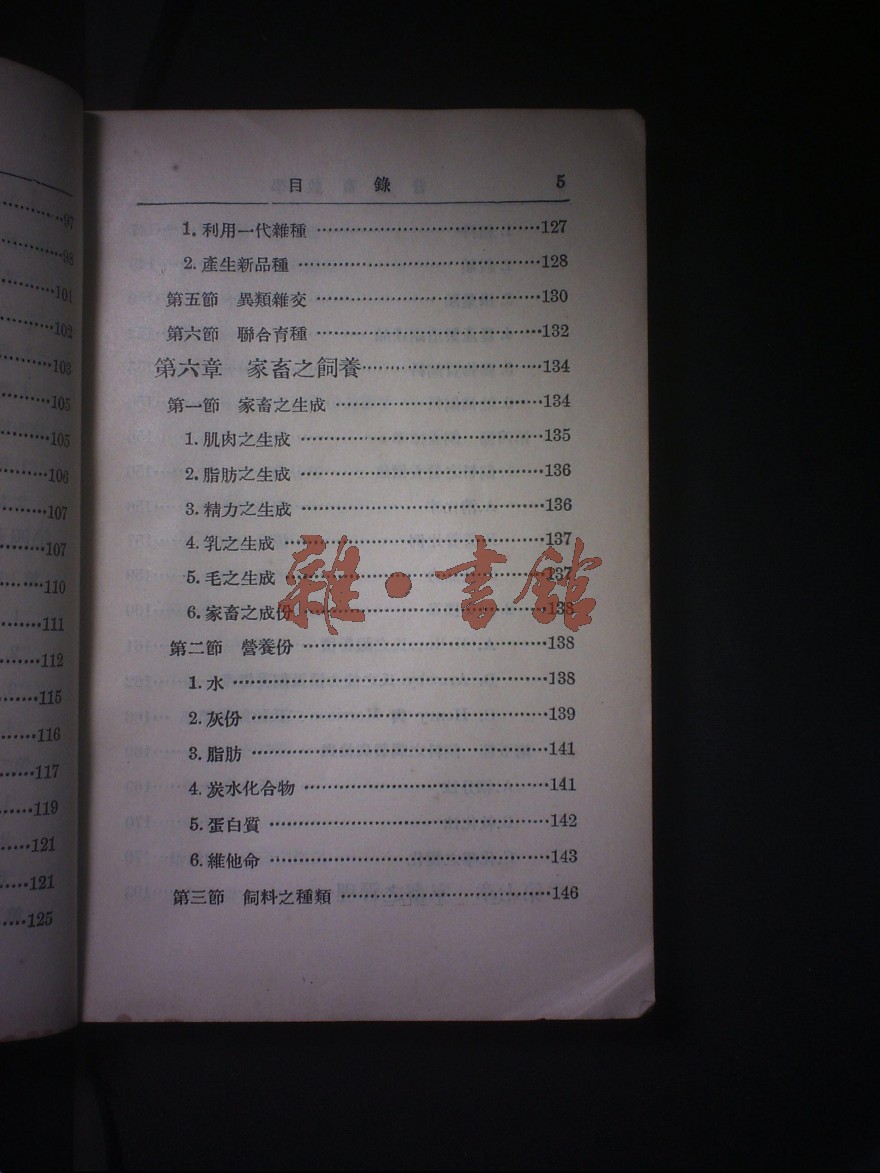 97
98
101
102
103
105
105
106
107
107
110
111
112
115
116
117
119
121
121
125
目錄 5
1. 利用一代雜種 127
2. 產生新品種 128
第五節 異類雜交 130
第六節 聯合育種 132
第六章 家畜之飼養 134
第一節 家畜之生成 134
1. 肌肉之生成 135
2. 脂肪之生成 136
3. 精力之生成 136
4. 乳之生成 137
5. 毛之生成 137
6. 家畜之成份 138
第二節 營養份 138
1. 水 138
2. 灰份 139
3. 脂肪 141
4. 炭水化合物 141
5. 蛋白質 142
6. 維他命 143
第三節 飼料之種類 146
雜·書館